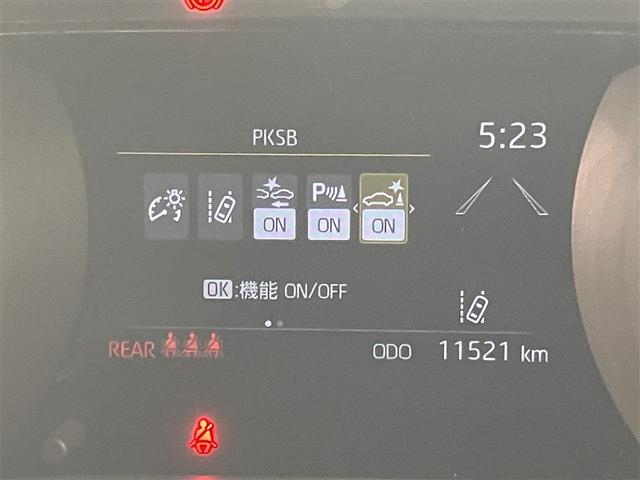 PKSB
5:23
ON
P ON
ON
OK:機能 ON/OFF
REAR
ODO 11521 km